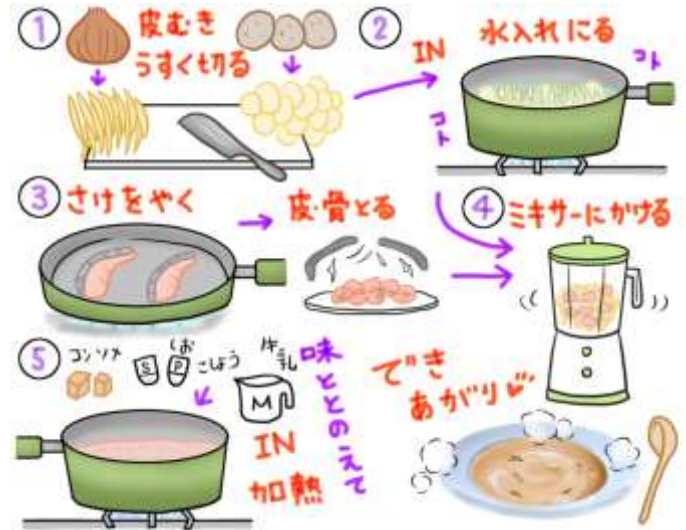 ①
皮むき
うすく切る
②
IN
水入れにる
コト
コト
③
さけをやく
皮・骨とる
④
ミキサーにかける
⑤
コンソメ
S
しお
P
こしょう
牛乳
M
IN
加熱
味ととのえて
できあがり♡